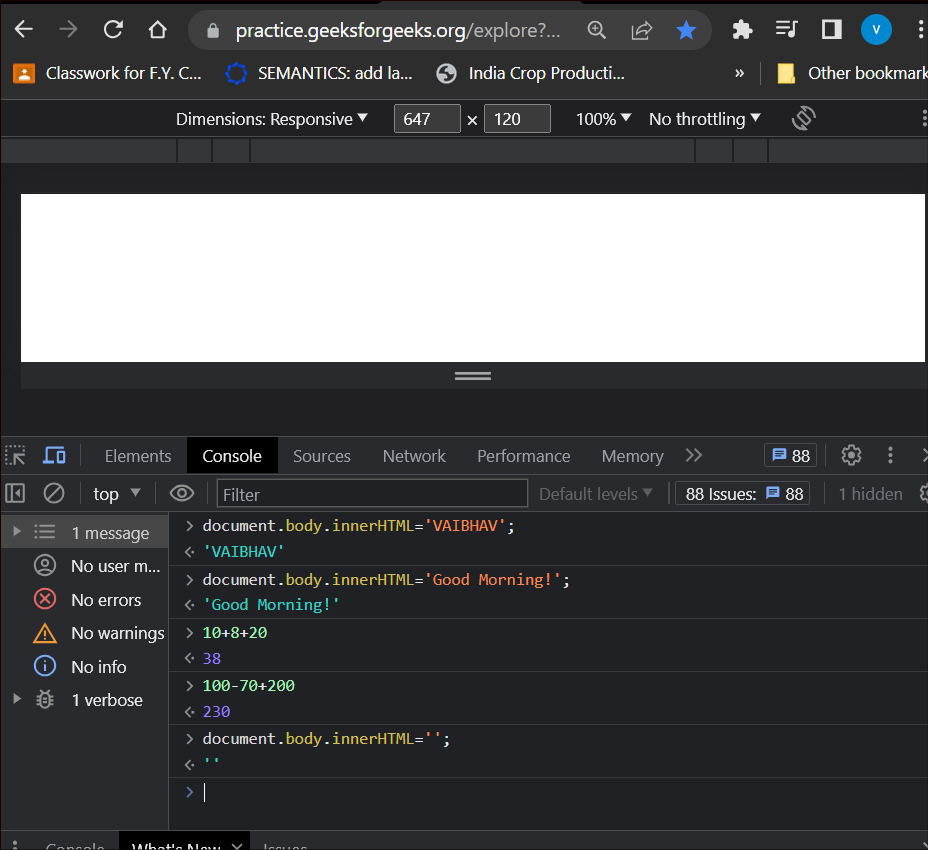 practice.geeksforgeeks.org/explore?...
V
Classwork for F.Y. C... SEMANTICS: add la... India Crop Producti... » Other bookmark
Dimensions: Responsive 647 × 120 100% No throttling
Elements Console Sources Network Performance Memory 88
top Filter Default levels 88 Issues: 88 1 hidden
1 message
No user m...
No errors
No warnings
No info
1 verbose
> document.body.innerHTML='VAIBHAV';
'VAIBHAV'
> document.body.innerHTML='Good Morning!';
'Good Morning!'
> 10+8+20
38
> 100-70+200
230
> document.body.innerHTML='';
''
>
Console What's New Issues